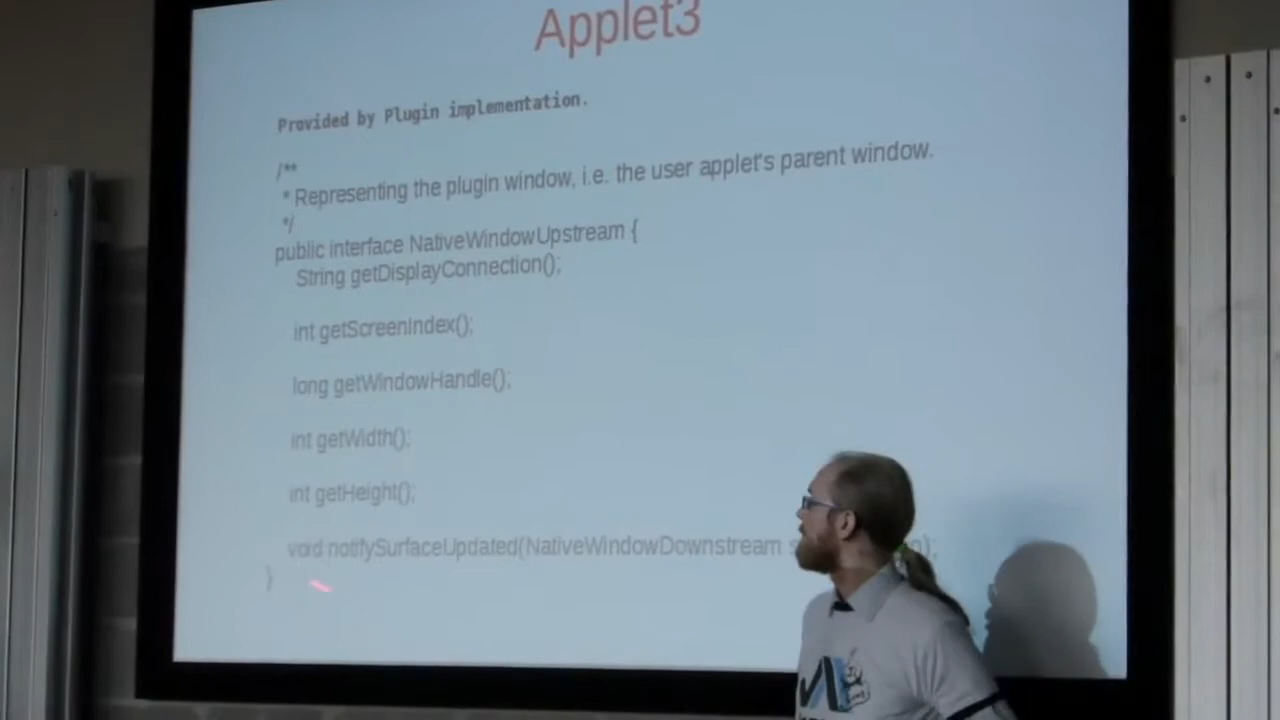 Applet3
Provided by Plugin implementation.
/**
* Representing the plugin window, i.e. the user applet's parent window.
*/
public interface NativeWindowUpstream {
String getDisplayConnection();
int getScreenIndex();
long getWindowHandle();
int getWidth();
int getHeight();
void notifySurfaceUpdated(NativeWindowDownstream );
}